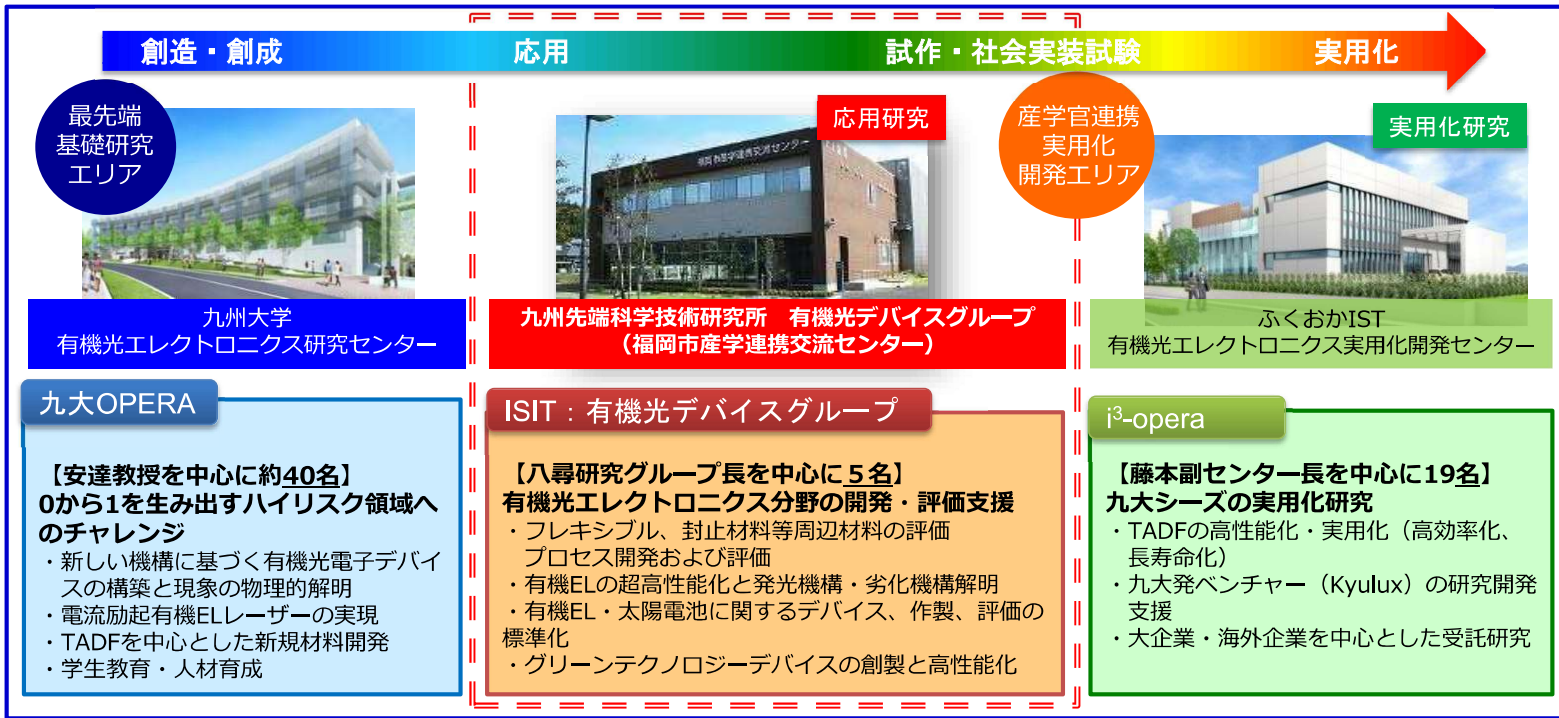 創造・創成
応用
試作・社会実装試験
実用化
最先端
基礎研究
エリア
応用研究
福岡市産学連携交流センター
産学官連携
実用化
開発エリア
実用化研究
九州大学
有機光エレクトロニクス研究センター
九州先端科学技術研究所　有機光デバイスグループ
（福岡市産学連携交流センター）
ふくおかIST
有機光エレクトロニクス実用化開発センター
九大OPERA
【安達教授を中心に約40名】
0から1を生み出すハイリスク領域へ
のチャレンジ
・新しい機構に基づく有機光電子デバイ
スの構築と現象の物理的解明
・電流励起有機ELレーザーの実現
・TADFを中心とした新規材料開発
・学生教育・人材育成
ISIT：有機光デバイスグループ
【八尋研究グループ長を中心に５名】
有機光エレクトロニクス分野の開発・評価支援
・フレキシブル、封止材料等周辺材料の評価
プロセス開発および評価
・有機ELの超高性能化と発光機構・劣化機構解明
・有機EL・太陽電池に関するデバイス、作製、評価の
標準化
・グリーンテクノロジーデバイスの創製と高性能化
i³-opera
【藤本副センター長を中心に19名】
九大シーズの実用化研究
・TADFの高性能化・実用化（高効率化、
長寿命化）
・九大発ベンチャー（Kyulux）の研究開発
支援
・大企業・海外企業を中心とした受託研究